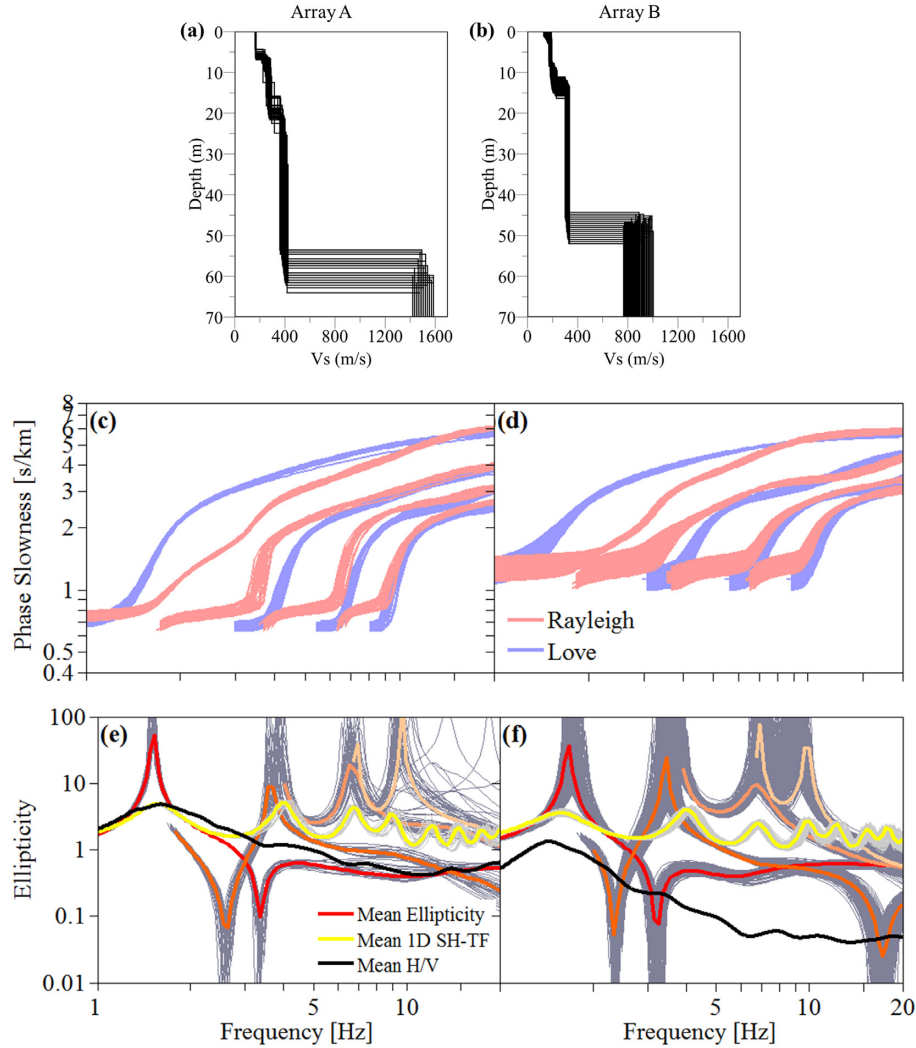 Array A
Array B
(a)
(b)
0
10
20
30
40
50
60
70
Depth (m)
0 400 800 1200 1600
Vs (m/s)
0
10
20
30
40
50
60
70
Depth (m)
0 400 800 1200 1600
Vs (m/s)
(c)
(d)
8
7
6
5
4
3
2
1
0.5
0.4
Phase Slowness [s/km]
Rayleigh
Love
(e)
(f)
100
10
1
0.1
0.01
Ellipticity
Mean Ellipticity
Mean 1D SH-TF
Mean H/V
1 5 10
5 10 20
Frequency [Hz]
Frequency [Hz]